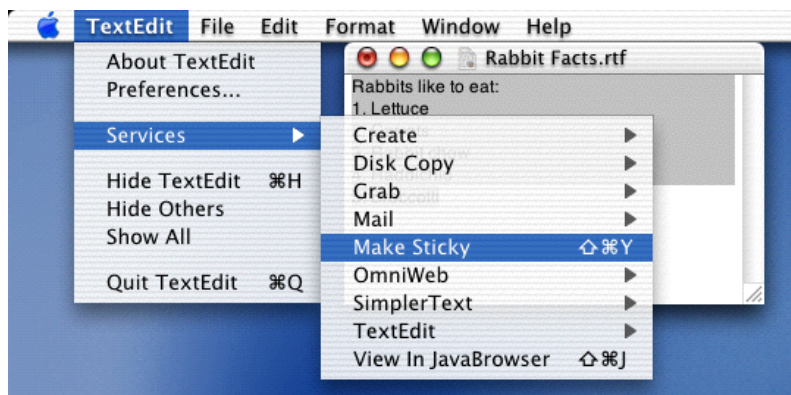 TextEdit File Edit Format Window Help
About TextEdit
Preferences...
Services
Hide TextEdit ⌘H
Hide Others
Show All
Quit TextEdit ⌘Q
Rabbit Facts.rtf
Rabbits like to eat:
1. Lettuce
Create
Disk Copy
Grab
Mail
Make Sticky ⇧⌘Y
OmniWeb
SimplerText
TextEdit
View In JavaBrowser ⇧⌘J